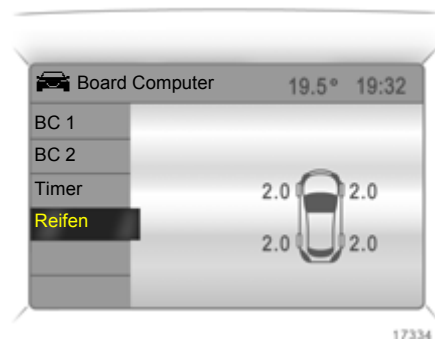 Board Computer 19.5° 19:32
BC 1
BC 2
Timer
Reifen
2.0 2.0
2.0 2.0
17334